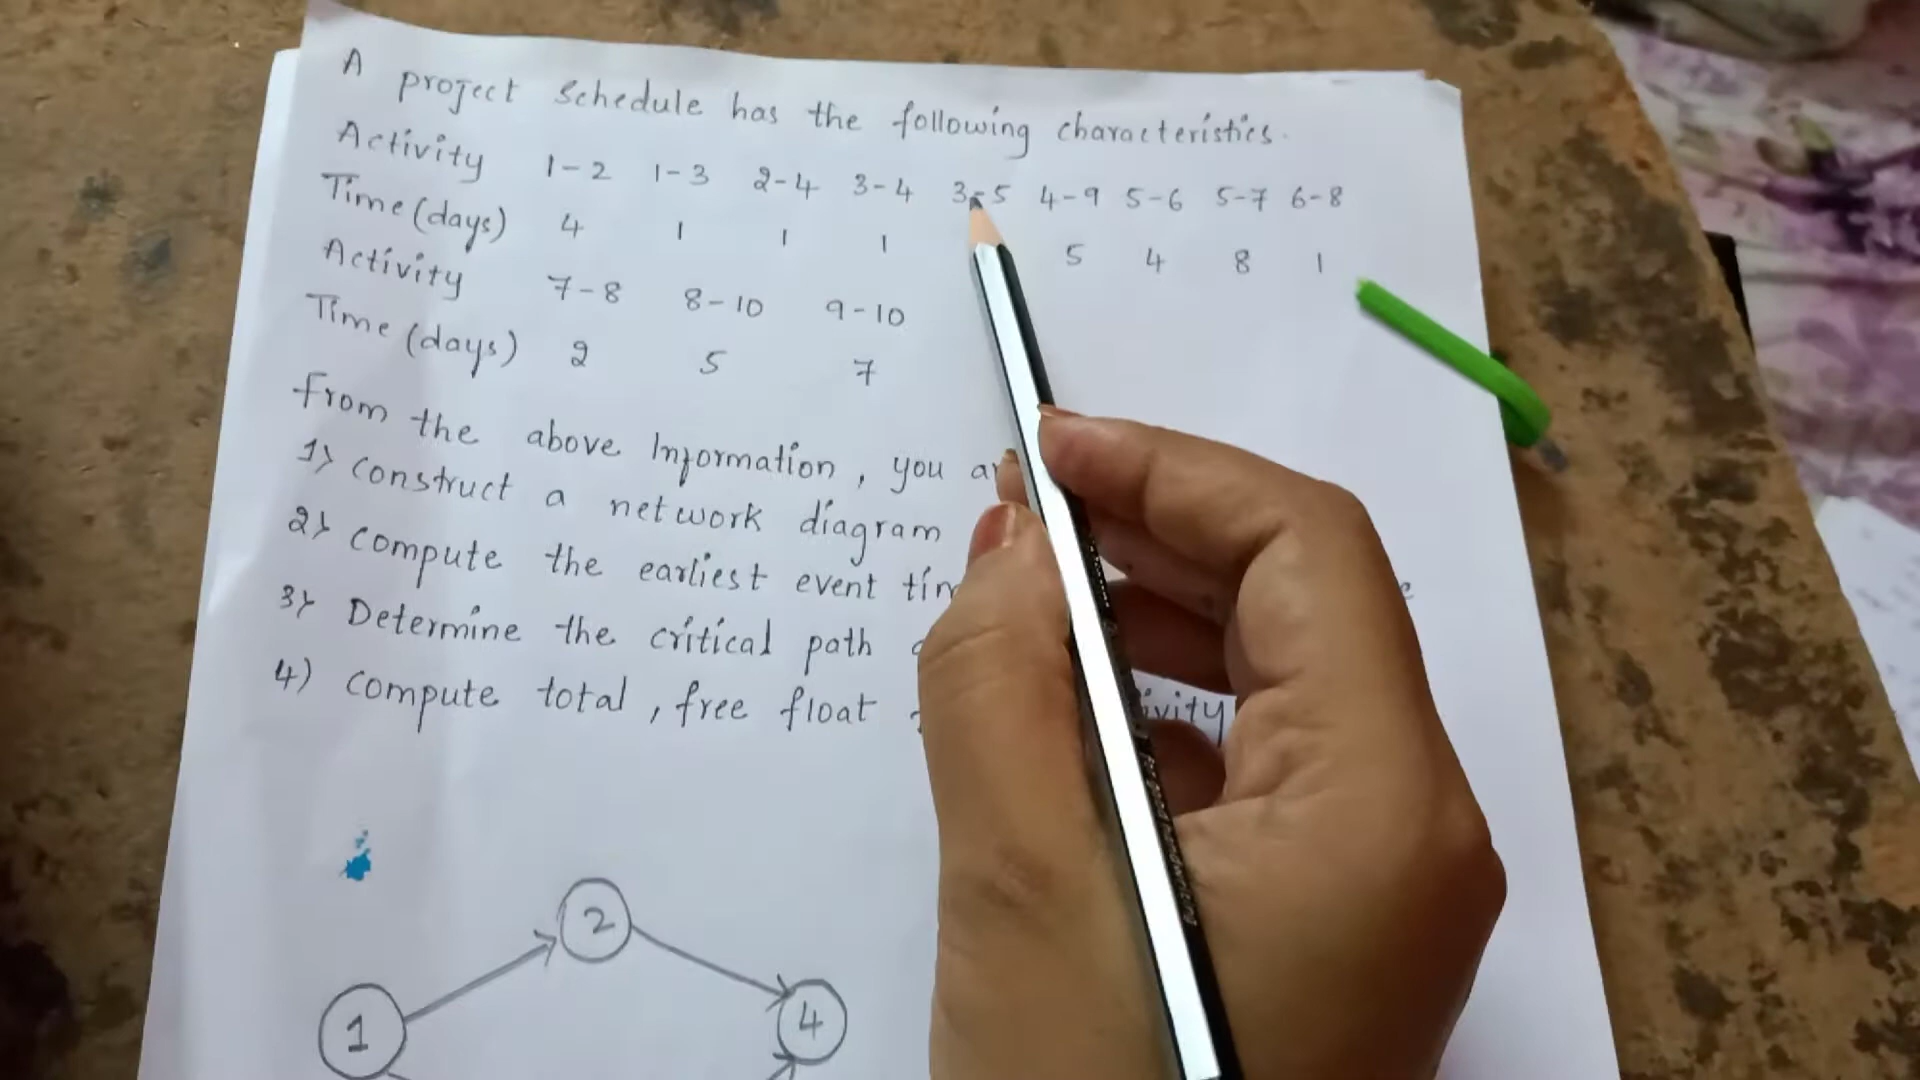 A project Schedule has the following characteristics.
Activity 1-2 1-3 2-4 3-4 3-5 4-9 5-6 5-7 6-8
Time (days) 4 1 1 1 5 4 8 1
Activity 7-8 8-10 9-10
Time (days) 2 5 7
From the above Information, you
1) construct a network diagram
2) compute the earliest event
3) Determine the critical path
4) compute total, free float
2
4
1